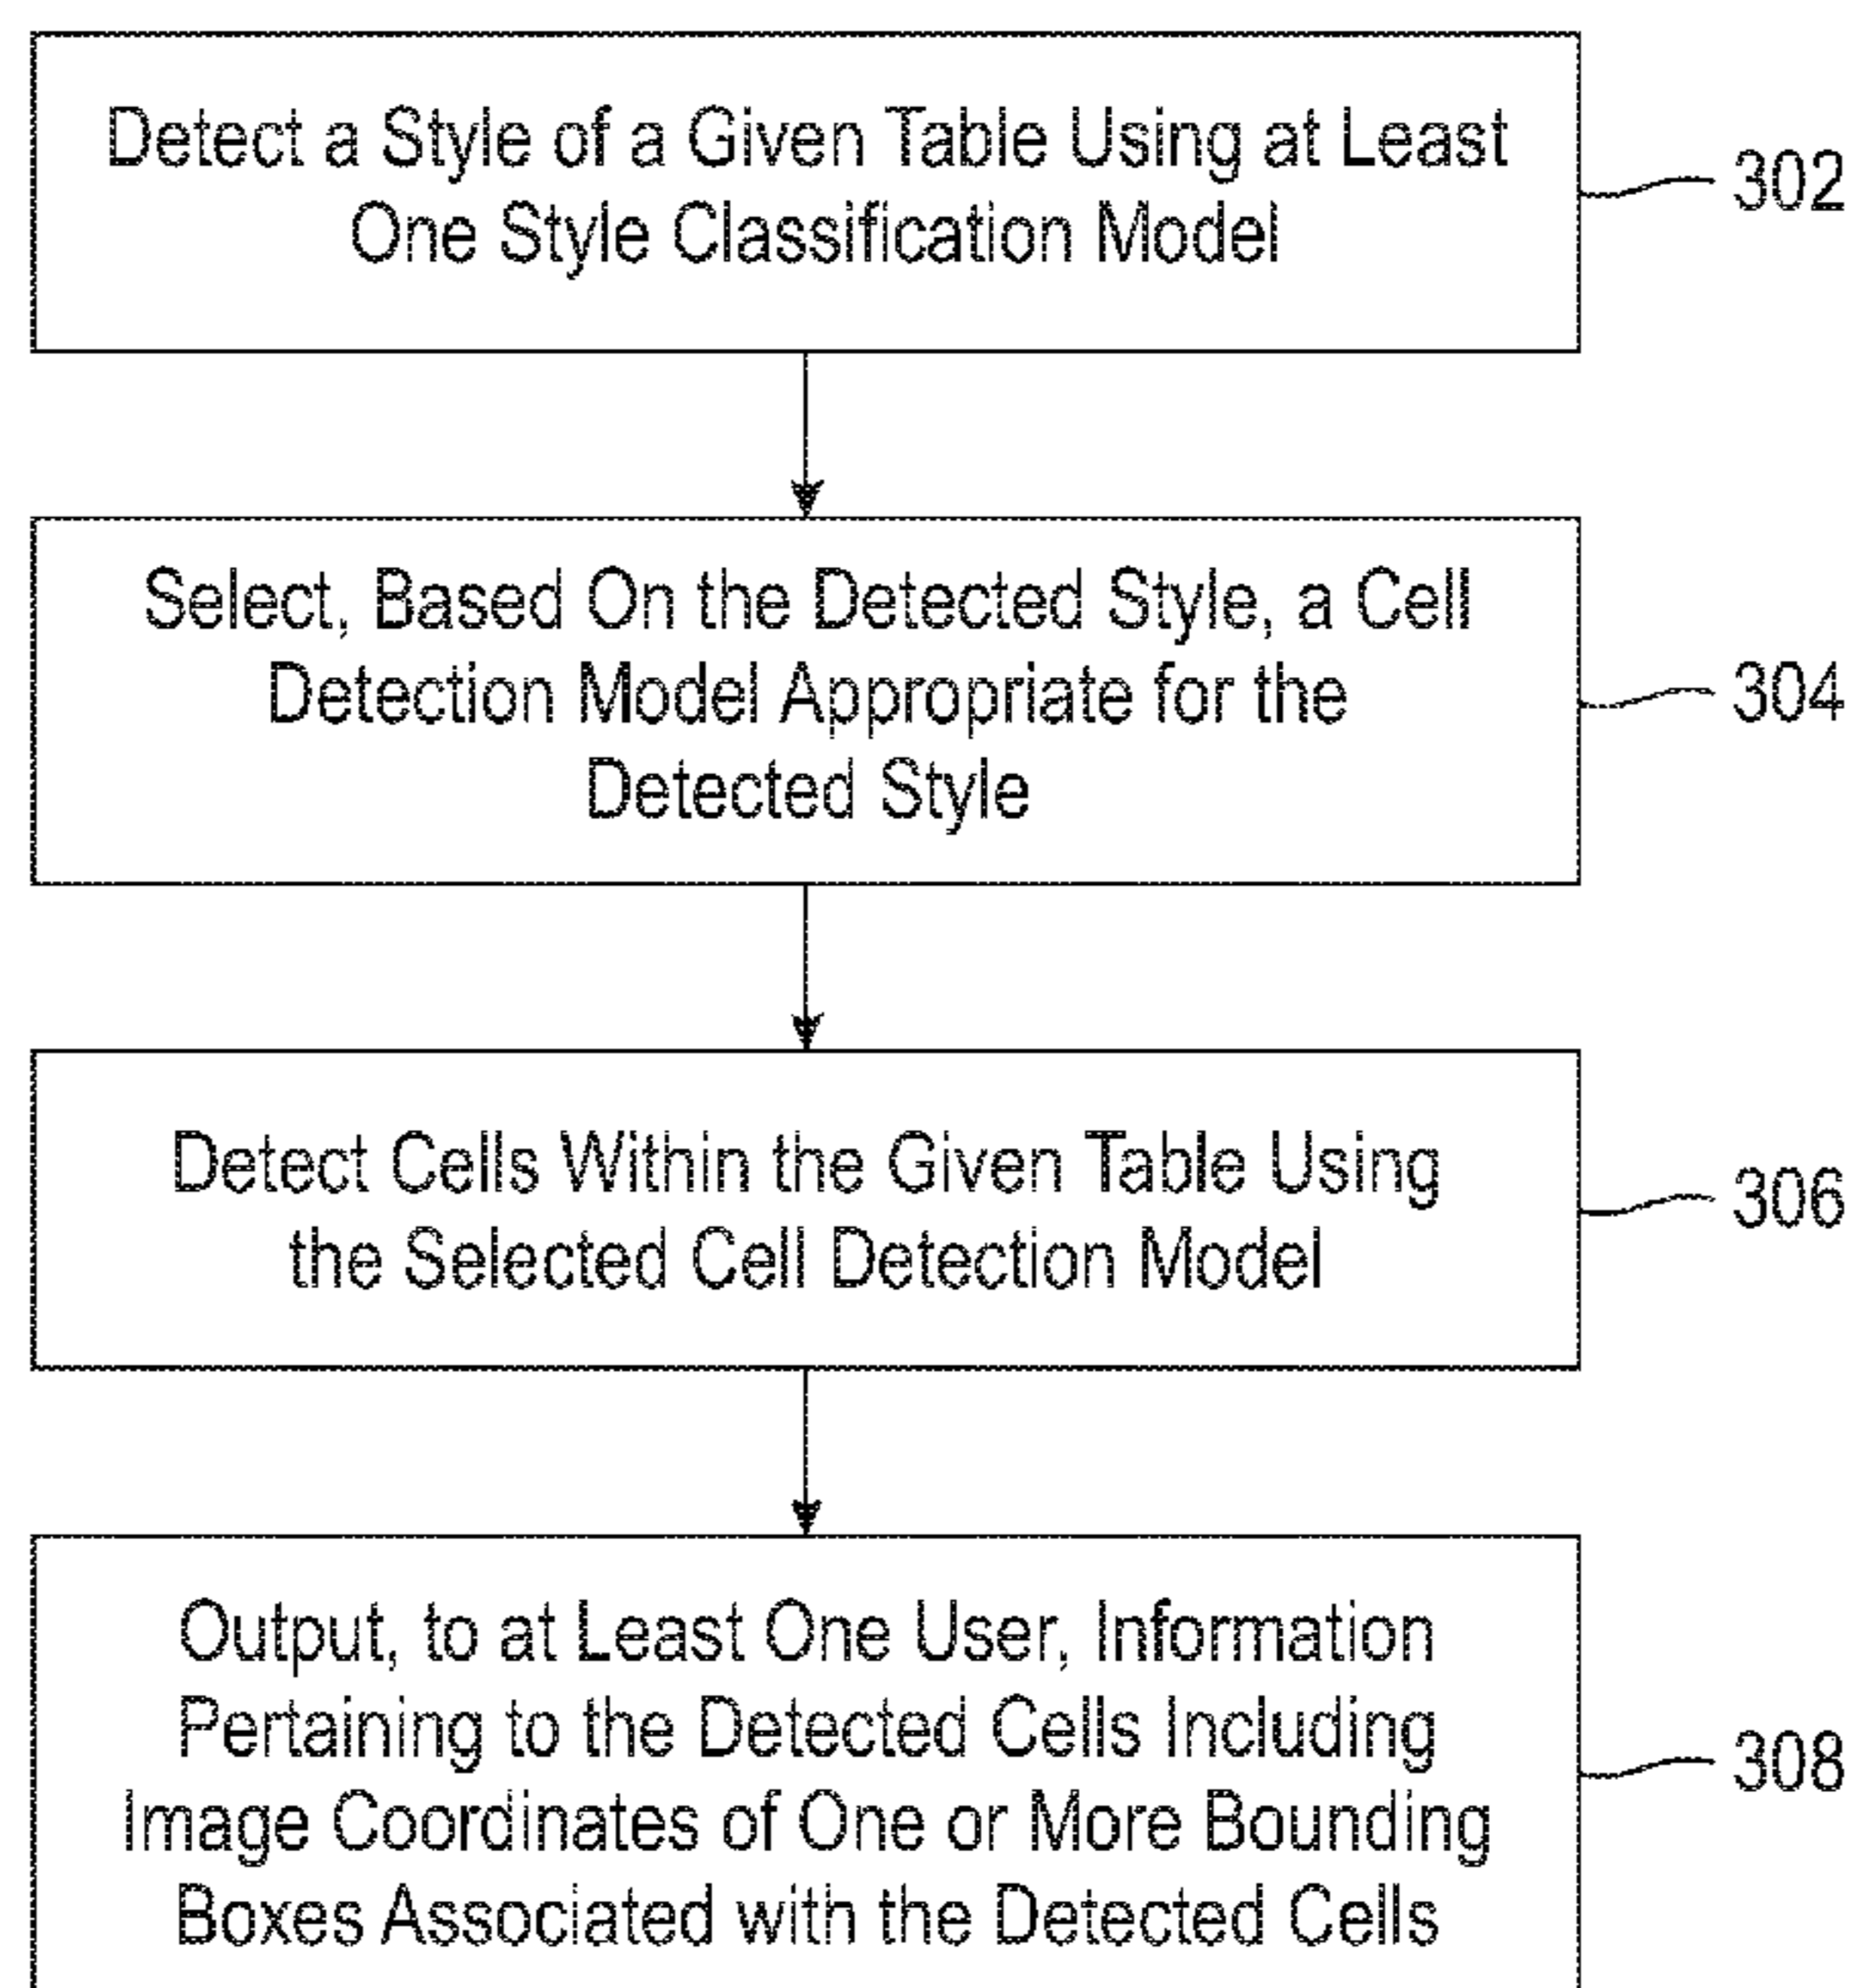 Detect a Style of a Given Table Using at Least
One Style Classification Model
302
Select, Based On the Detected Style, a Cell
Detection Model Appropriate for the
Detected Style
304
Detect Cells Within the Given Table Using
the Selected Cell Detection Model
306
Output, to at Least One User, Information
Pertaining to the Detected Cells Including
Image Coordinates of One or More Bounding
Boxes Associated with the Detected Cells
308